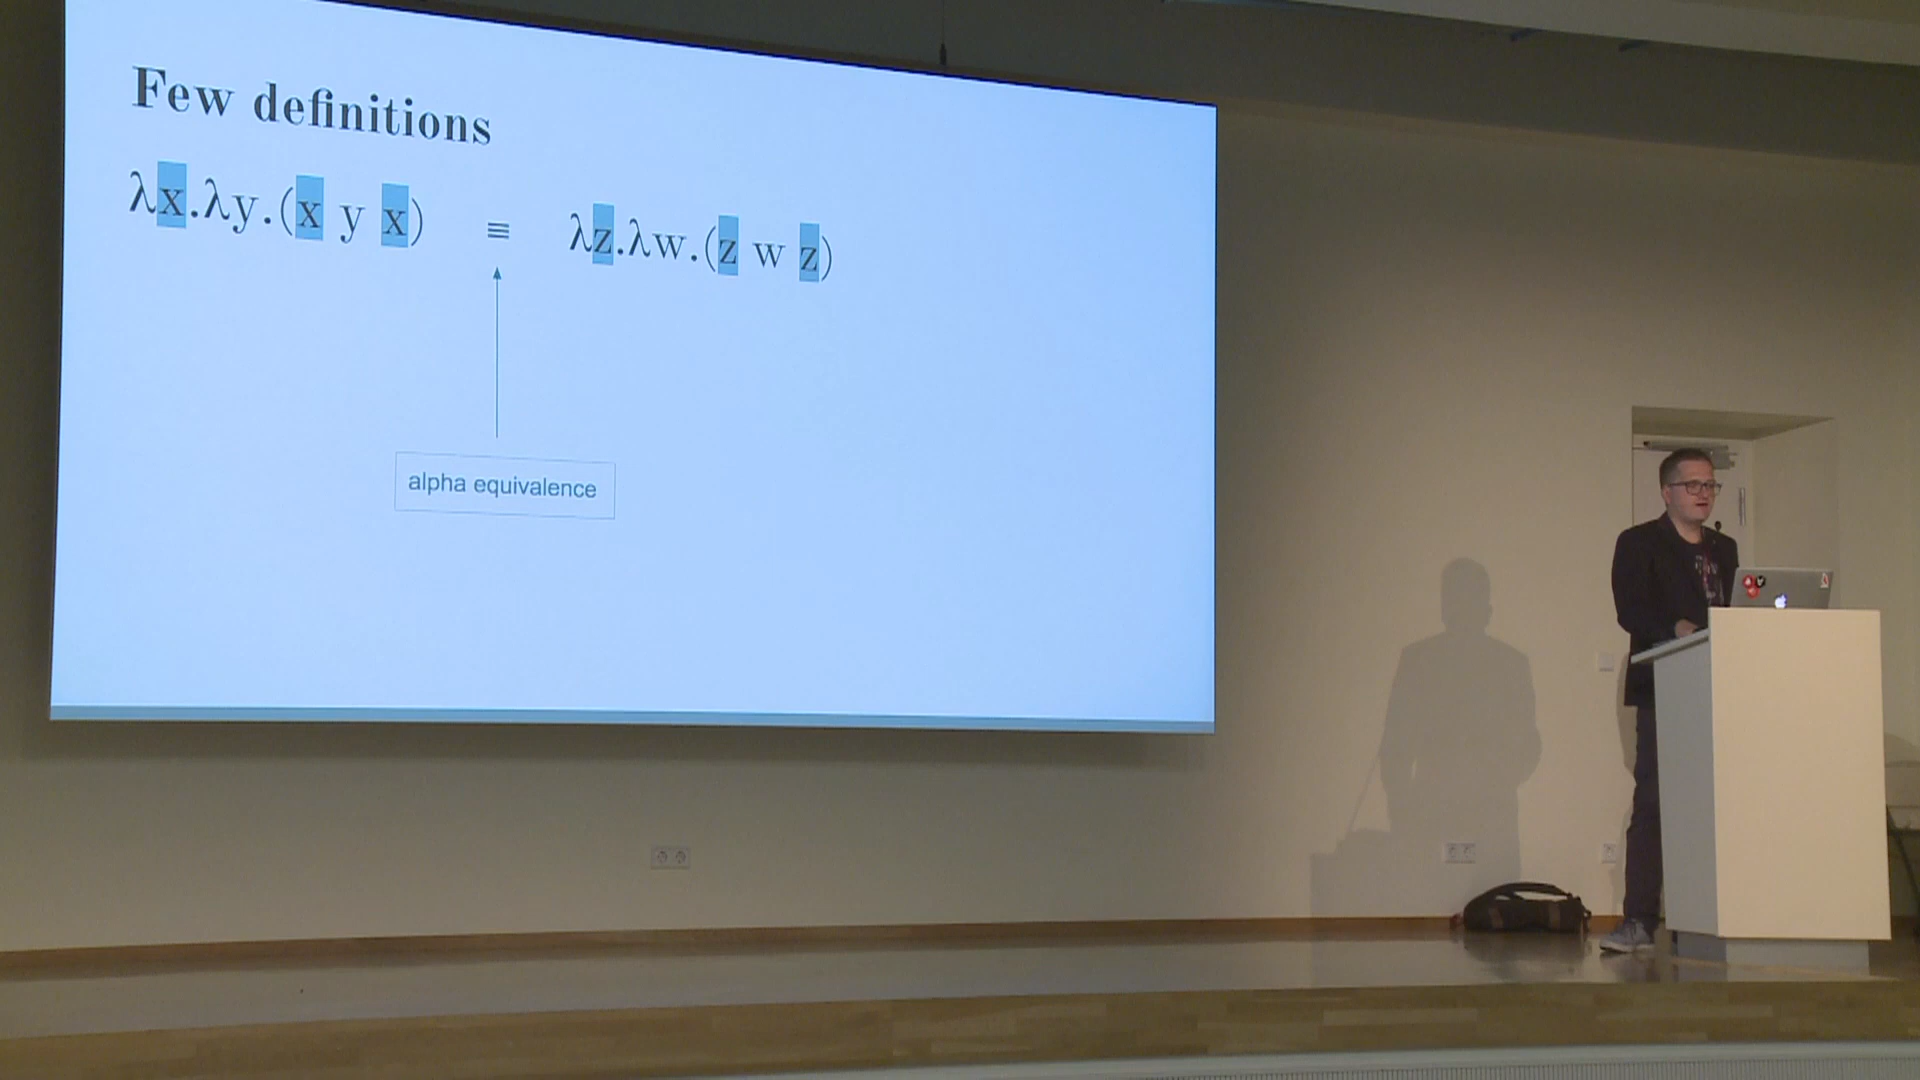 Few definitions
λx.λy.(x y x) ≡ λz.λw.(z w z)
alpha equivalence